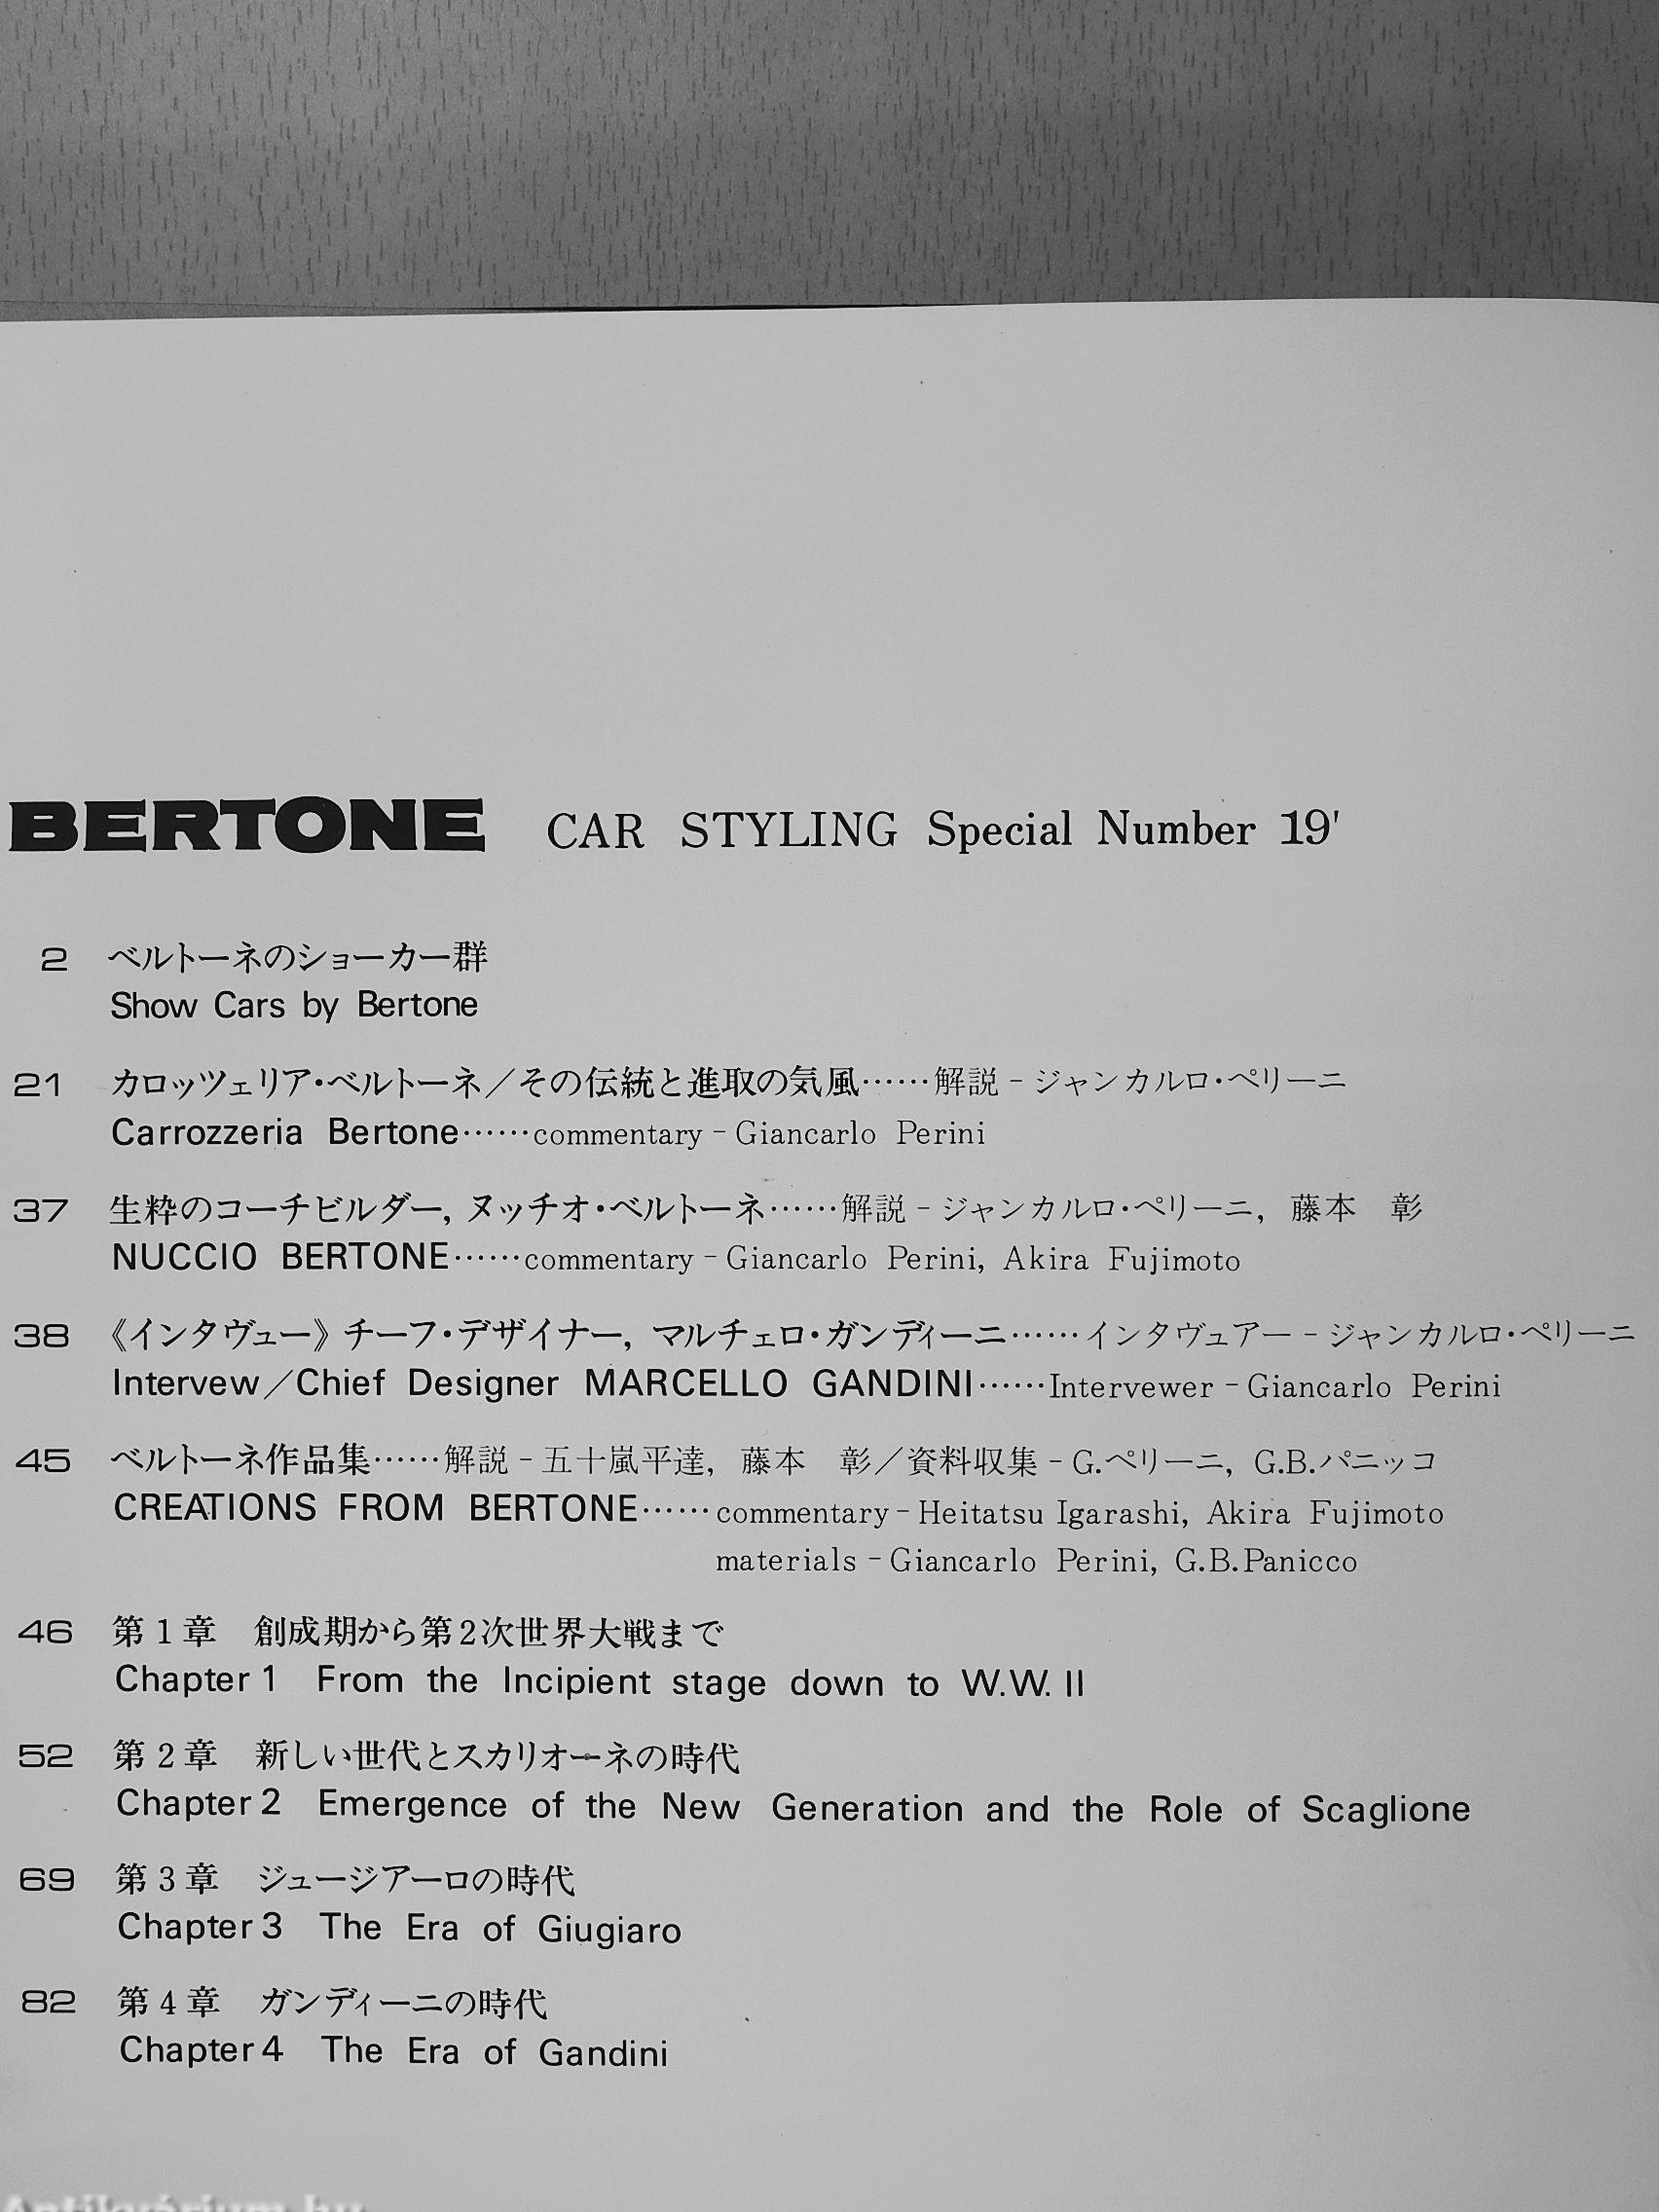 BERTONE CAR STYLING Special Number 19'
2 ベルトーネのショーカー群
Show Cars by Bertone
21 カロッツェリア・ベルトーネ／その伝統と進取の気風……解説－ジャンカルロ・ペリーニ
Carrozzeria Bertone……commentary－Giancarlo Perini
37 生粋のコーチビルダー, ヌッチオ・ベルトーネ……解説－ジャンカルロ・ペリーニ, 藤本 彰
NUCCIO BERTONE……commentary－Giancarlo Perini, Akira Fujimoto
38 《インタヴュー》チーフ・デザイナー, マルチェロ・ガンディーニ……インタヴュアー－ジャンカルロ・ペリーニ
Intervew／Chief Designer MARCELLO GANDINI……Intervewer－Giancarlo Perini
45 ベルトーネ作品集……解説－五十嵐平達, 藤本 彰／資料収集－G.ペリーニ, G.B.パニッコ
CREATIONS FROM BERTONE……commentary－Heitatsu Igarashi, Akira Fujimoto
materials－Giancarlo Perini, G.B.Panicco
46 第1章 創成期から第2次世界大戦まで
Chapter 1 From the Incipient stage down to W.W. II
52 第2章 新しい世代とスカリオーネの時代
Chapter 2 Emergence of the New Generation and the Role of Scaglione
69 第3章 ジュージアーロの時代
Chapter 3 The Era of Giugiaro
82 第4章 ガンディーニの時代
Chapter 4 The Era of Gandini
Antikvárium.hu